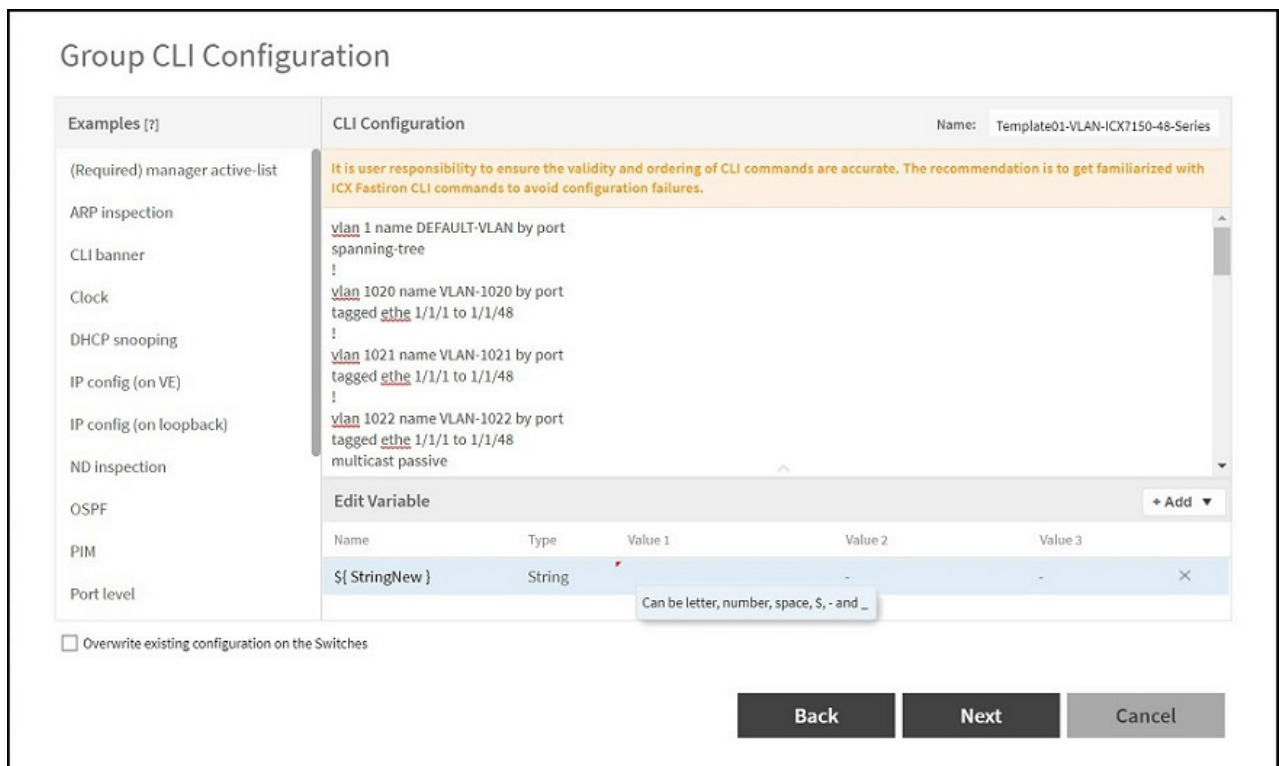 Group CLI Configuration
Examples [?]
(Required) manager active-list
ARP inspection
CLI banner
Clock
DHCP snooping
IP config (on VE)
IP config (on loopback)
ND inspection
OSPF
PIM
Port level
CLI Configuration
Name: Template01-VLAN-ICX7150-48-Series
It is user responsibility to ensure the validity and ordering of CLI commands are accurate. The recommendation is to get familiarized with
ICX Fastiron CLI commands to avoid configuration failures.
vlan 1 name DEFAULT-VLAN by port
spanning-tree
!
vlan 1020 name VLAN-1020 by port
tagged ethe 1/1/1 to 1/1/48
!
vlan 1021 name VLAN-1021 by port
tagged ethe 1/1/1 to 1/1/48
!
vlan 1022 name VLAN-1022 by port
tagged ethe 1/1/1 to 1/1/48
multicast passive
Edit Variable
+ Add ▼
Name Type Value 1 Value 2 Value 3
${ StringNew } String - -
Can be letter, number, space, $, - and _
Overwrite existing configuration on the Switches
Back Next Cancel